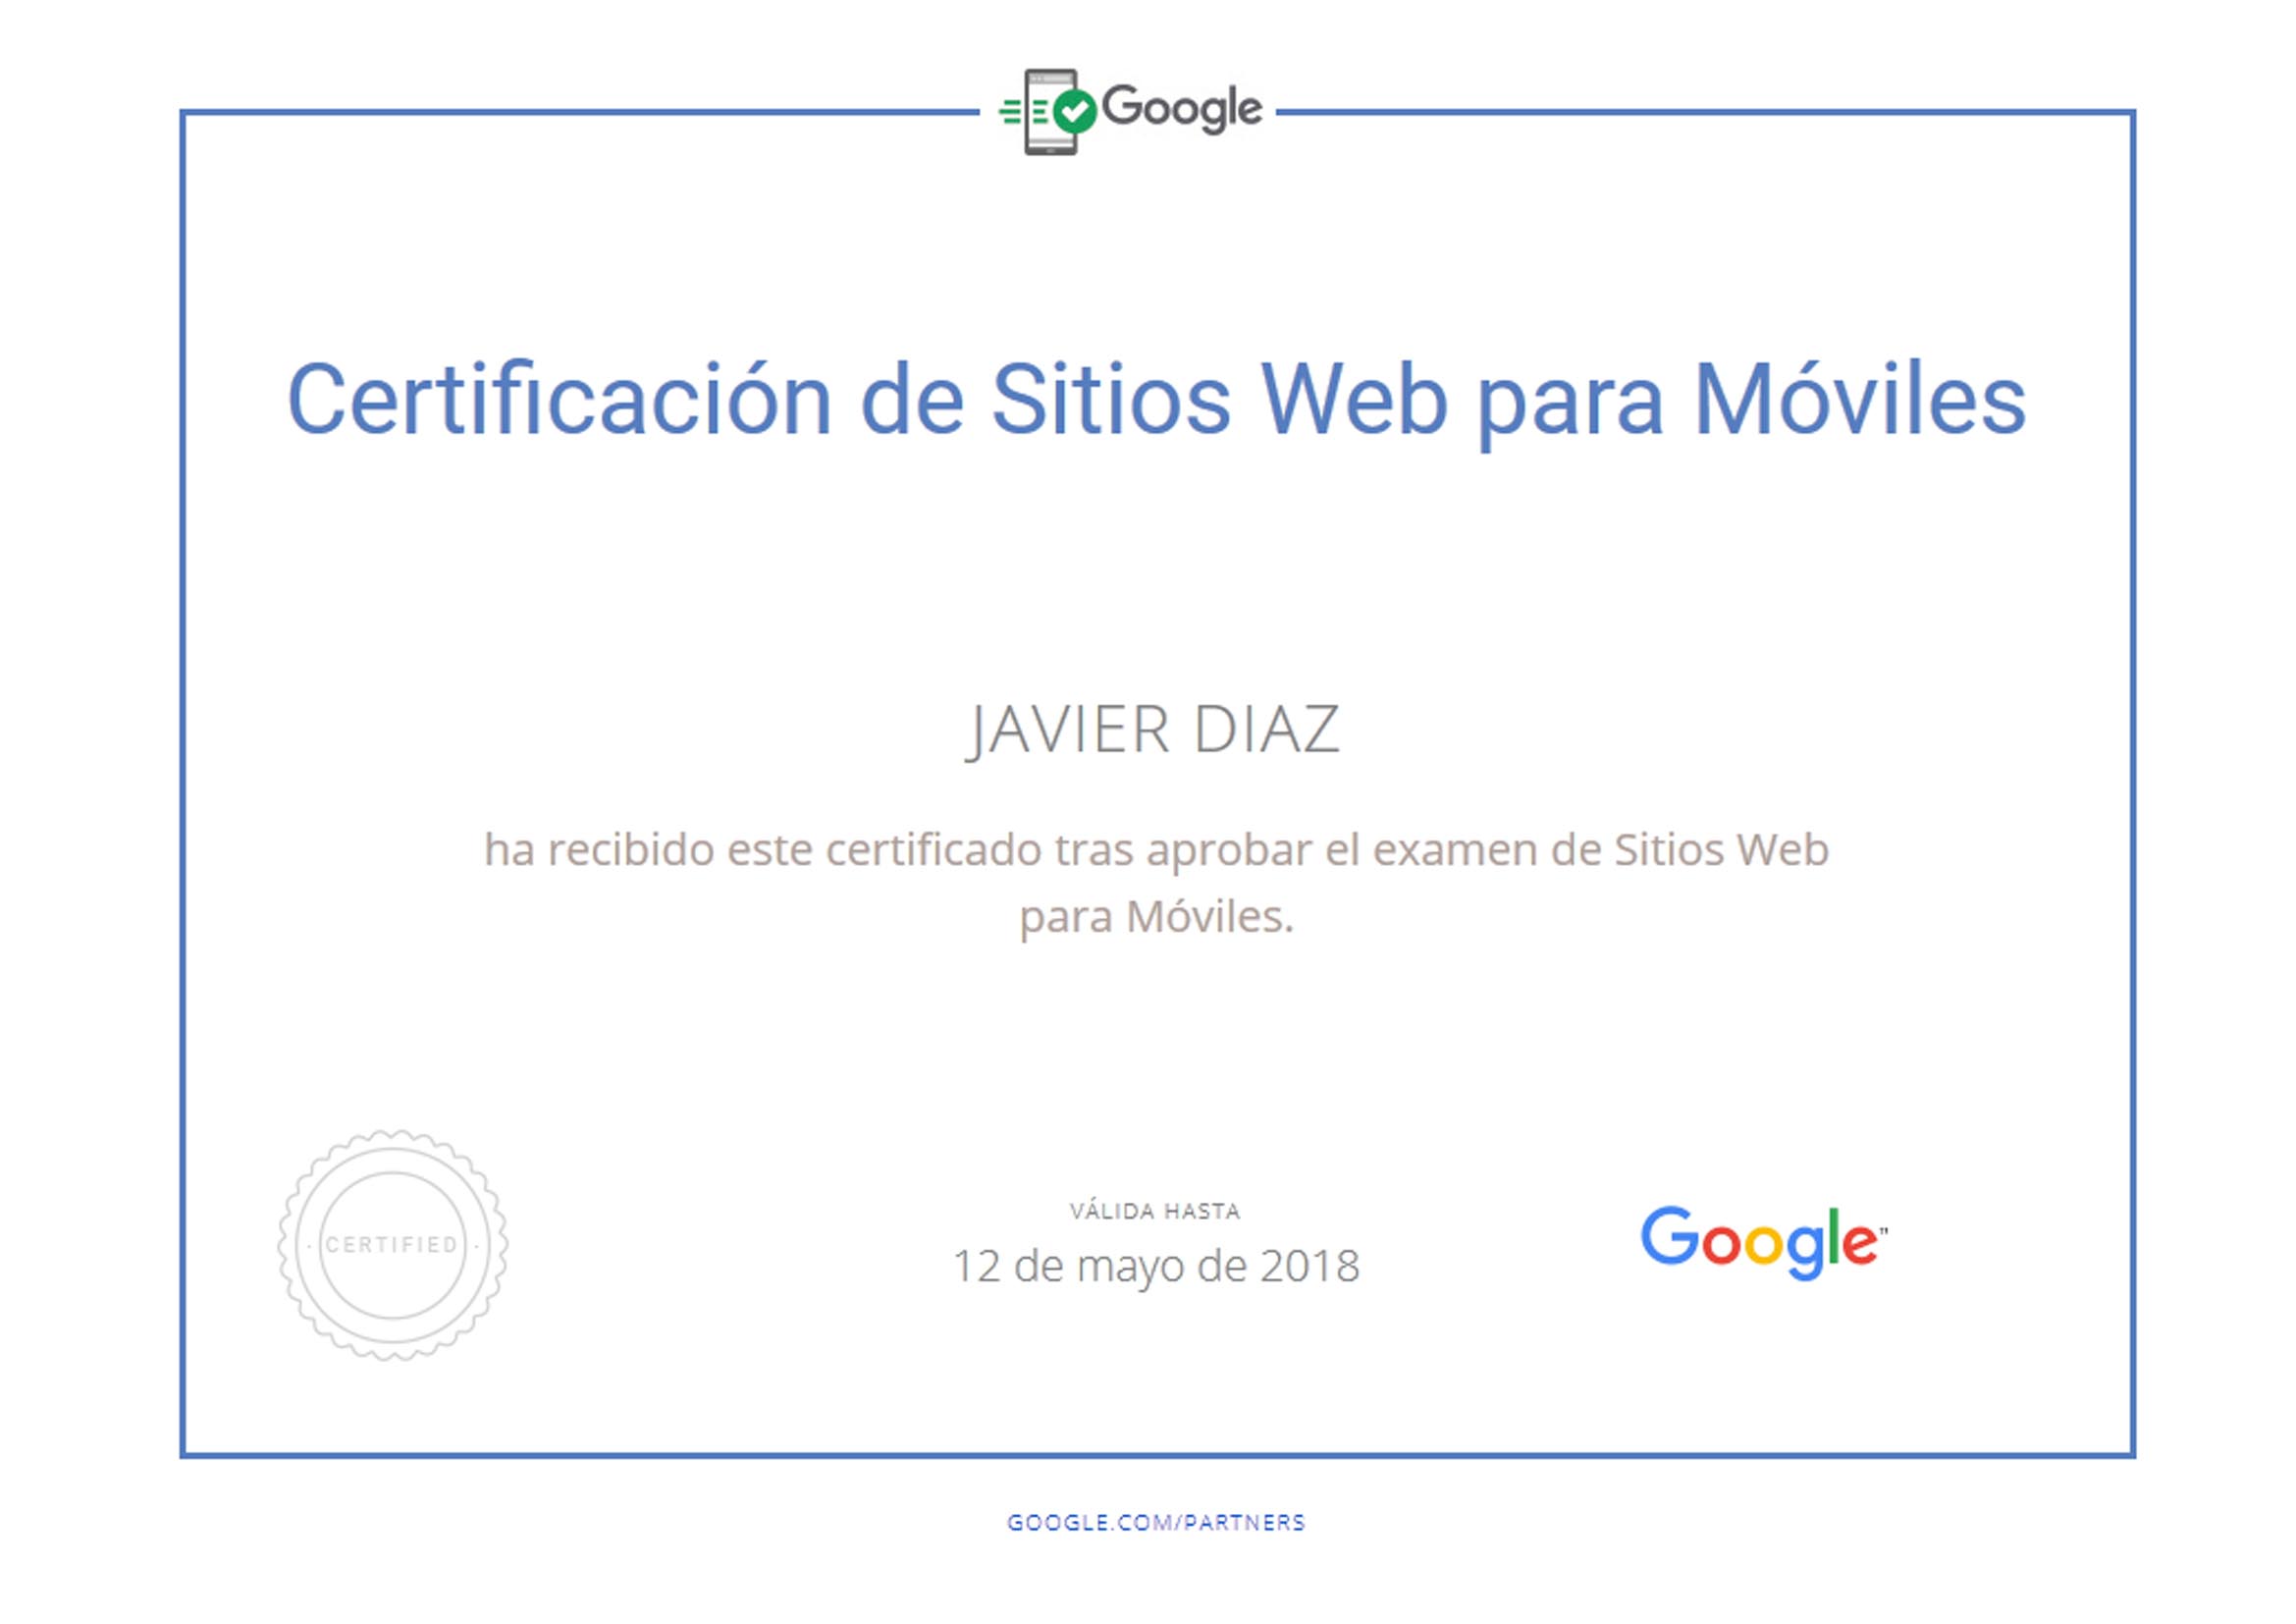 Google
Certificación de Sitios Web para Móviles
JAVIER DIAZ
ha recibido este certificado tras aprobar el examen de Sitios Web
para Móviles.
· CERTIFIED ·
VÁLIDA HASTA
12 de mayo de 2018
Google™
GOOGLE.COM/PARTNERS